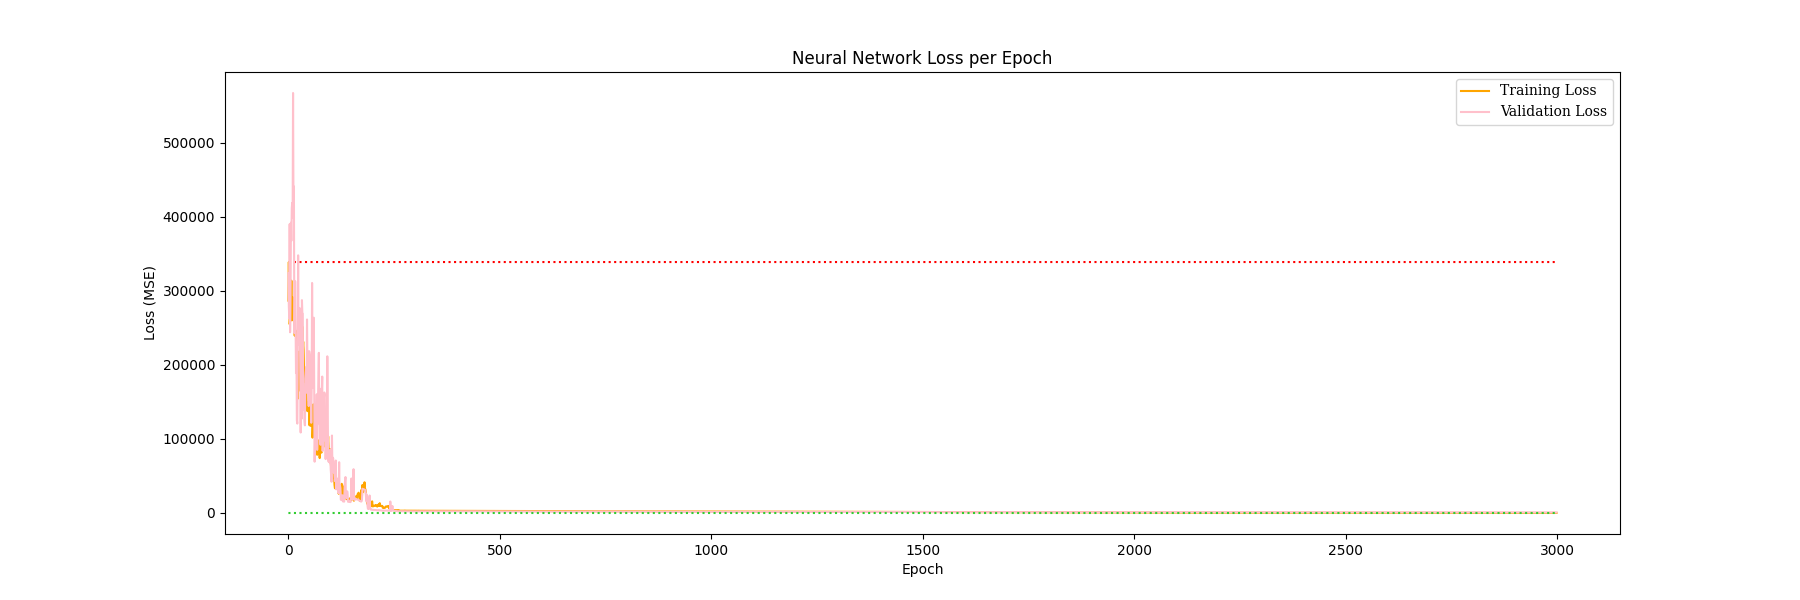 Neural Network Loss per Epoch
Training Loss
Validation Loss
Loss (MSE)
500000
400000
300000
200000
100000
0
0
500
1000
1500
2000
2500
3000
Epoch